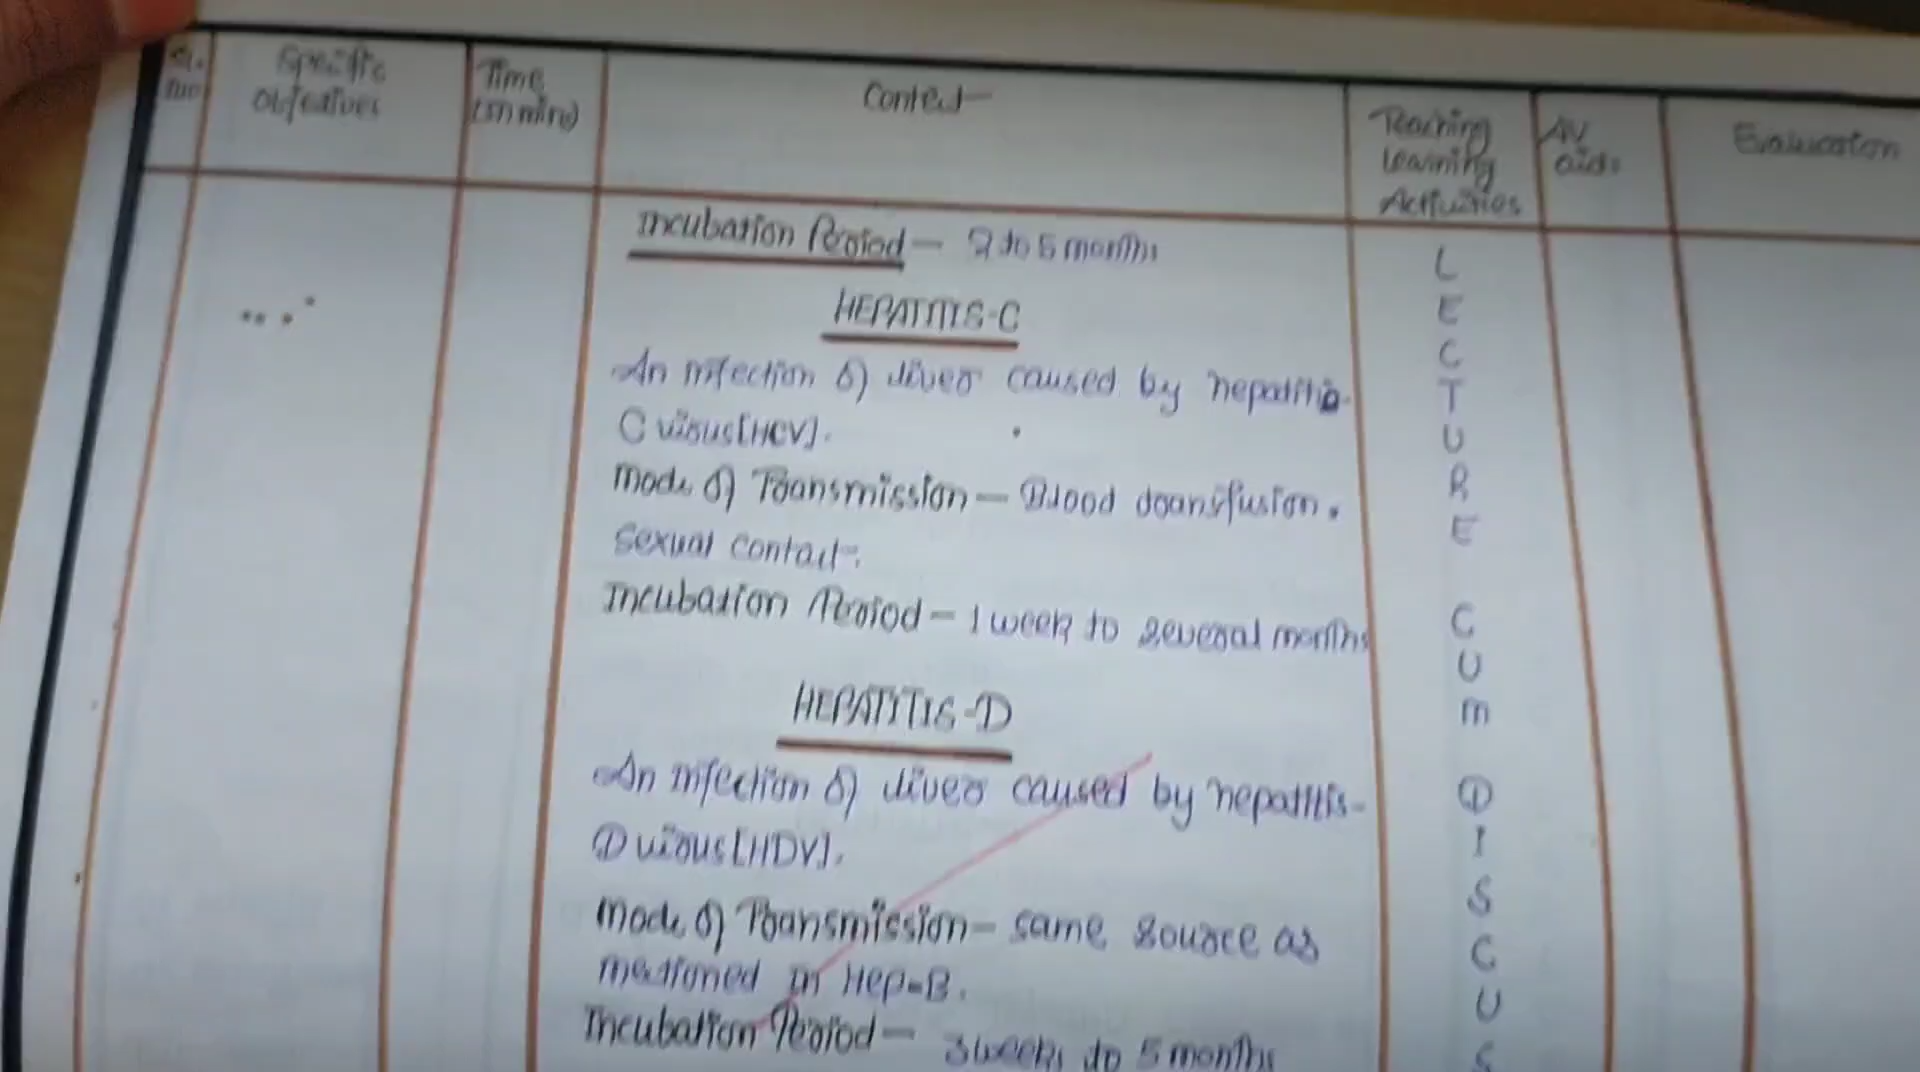 Sl. no
Specific
Objectives
Time
(in mins)
Content
Teaching
Learning
Activities
AV
aids
Evaluation
Incubation Period - 2 to 5 months
HEPATITIS-C
An infection of liver caused by hepatitis-
C virus [HCV].
Mode of Transmission - Blood transfusion,
sexual contact.
Incubation Period - 1 week to several months
HEPATITIS-D
An infection of liver caused by hepatitis-
D virus [HDV].
Mode of Transmission - same source as
mentioned in Hep-B.
Incubation Period - 3 weeks to 5 months
L
E
C
T
U
R
E
C
U
m
D
I
S
C
U
S